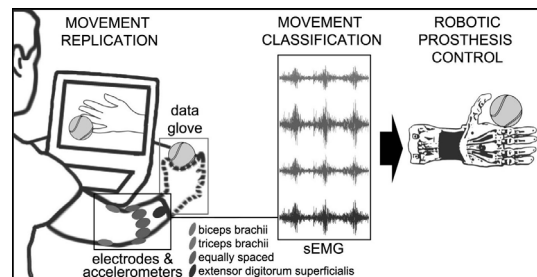 MOVEMENT
REPLICATION
MOVEMENT
CLASSIFICATION
ROBOTIC
PROSTHESIS
CONTROL
data
glove
electrodes &
accelerometers
biceps brachii
triceps brachii
equally spaced
extensor digitorum superficialis
sEMG